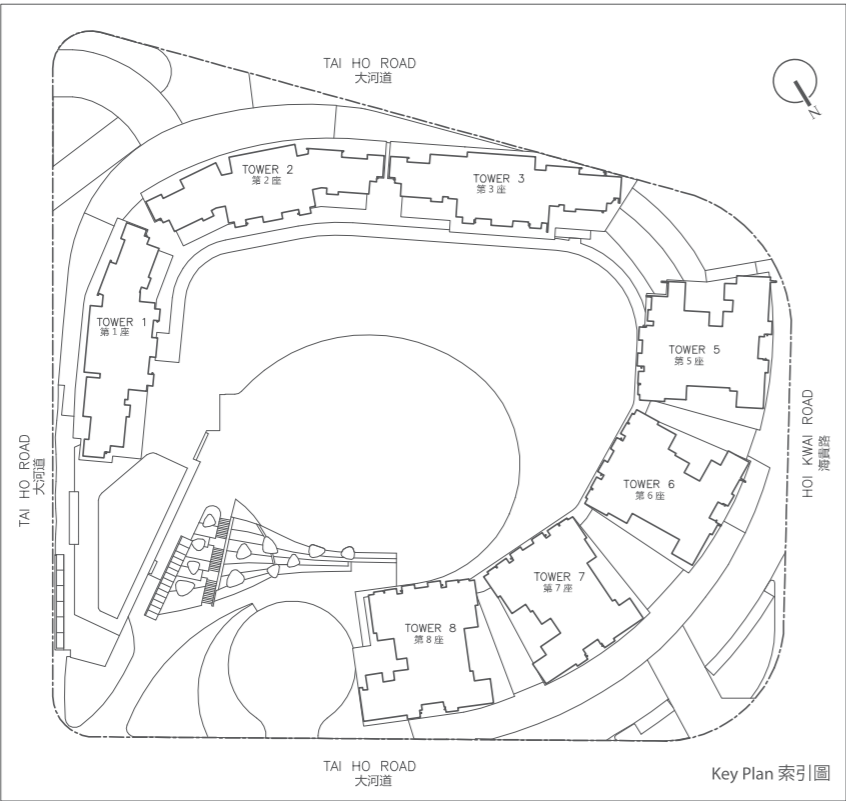 TAI HO ROAD
大河道
N
TOWER 2
第2座
TOWER 3
第3座
TOWER 1
第1座
TOWER 5
第5座
TAI HO ROAD
大河道
HOI KWAI ROAD
海貴路
TOWER 6
第6座
TOWER 7
第7座
TOWER 8
第8座
TAI HO ROAD
大河道
Key Plan 索引圖